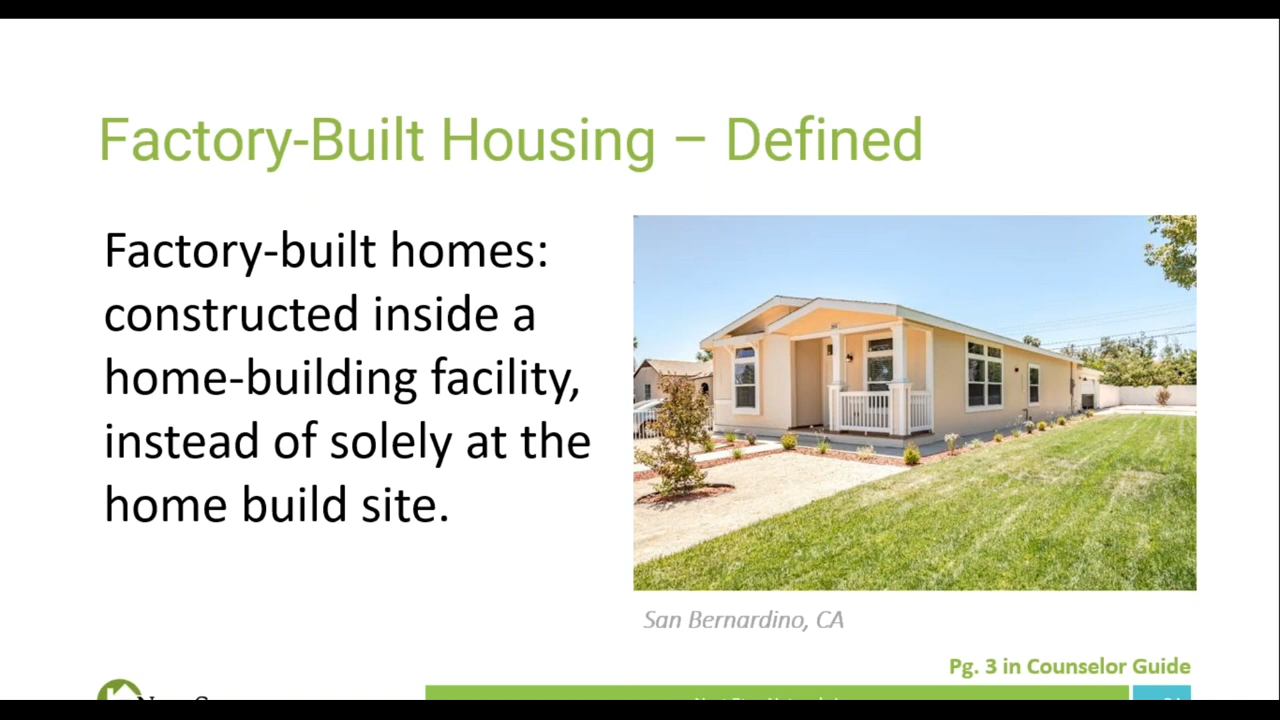 Factory-Built Housing – Defined
Factory-built homes:
constructed inside a
home-building facility,
instead of solely at the
home build site.
San Bernardino, CA
Pg. 3 in Counselor Guide